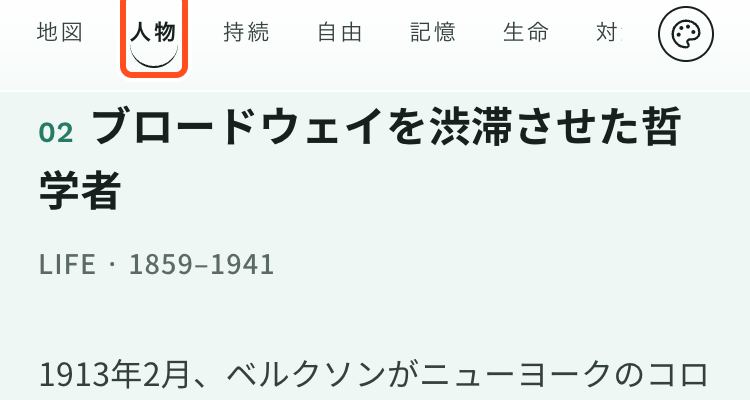 地図 人物 持続 自由 記憶 生命 対
02 ブロードウェイを渋滞させた哲
学者
LIFE · 1859–1941
1913年2月、ベルクソンがニューヨークのコロ